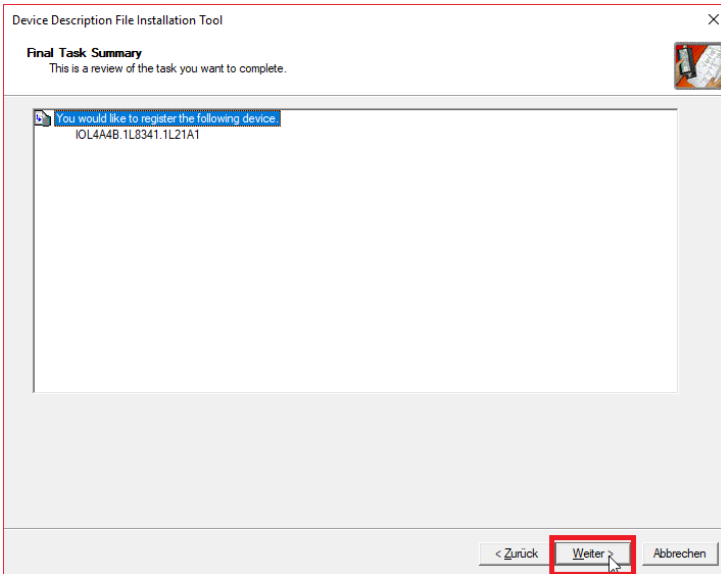 Device Description File Installation Tool
Final Task Summary
This is a review of the task you want to complete.
You would like to register the following device.
IOL4A4B.1L8341.1L21A1
< Zurück
Weiter >
Abbrechen